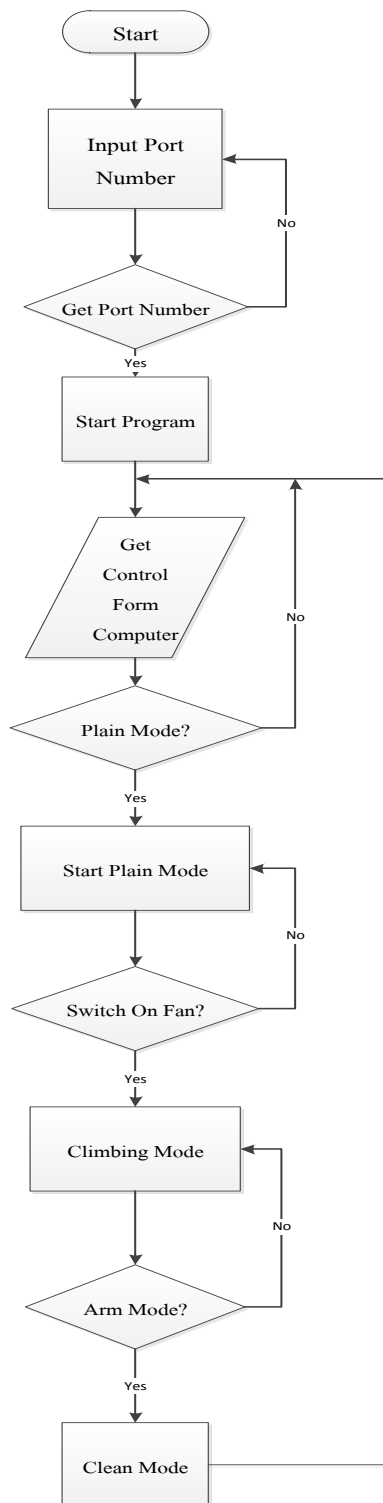 Start
Input Port
Number
No
Get Port Number
Yes
Start Program
Get
Control
Form
Computer
No
Plain Mode?
Yes
Start Plain Mode
No
Switch On Fan?
Yes
Climbing Mode
No
Arm Mode?
Yes
Clean Mode